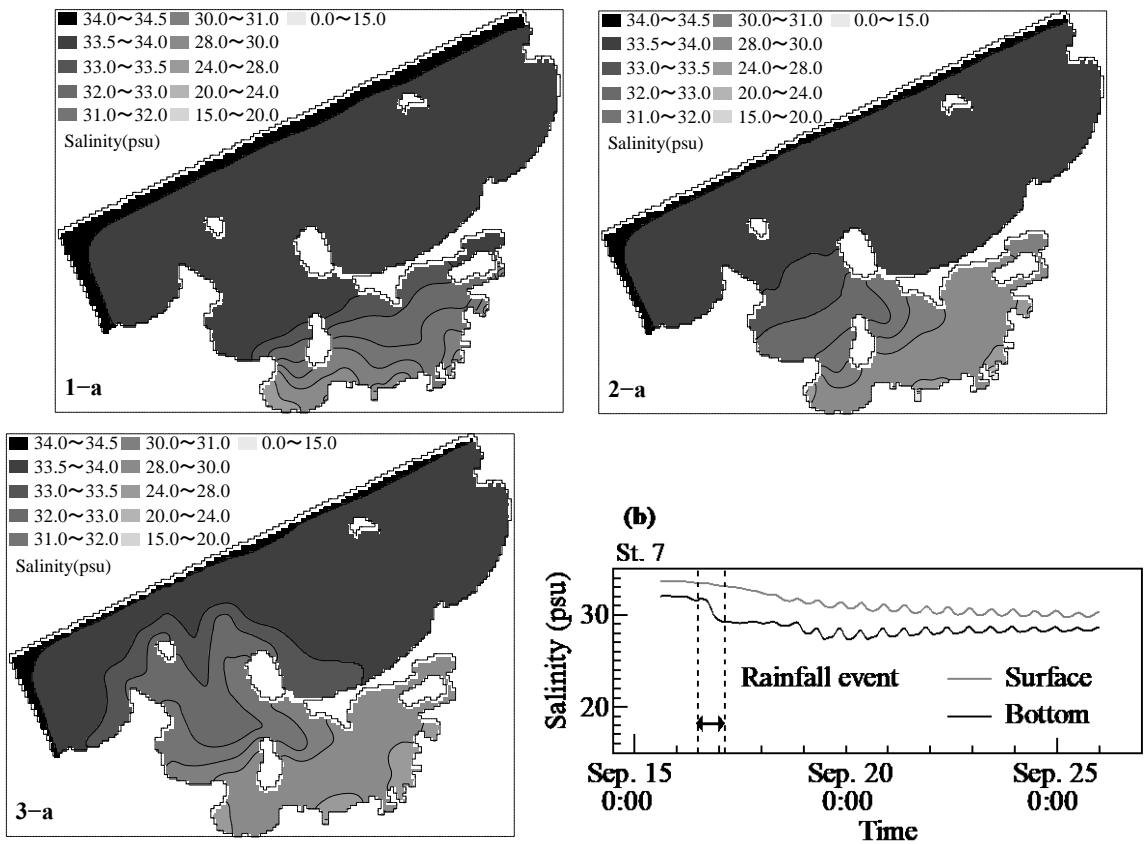 34.0～34.5 30.0～31.0 0.0～15.0
33.5～34.0 28.0～30.0
33.0～33.5 24.0～28.0
32.0～33.0 20.0～24.0
31.0～32.0 15.0～20.0
Salinity(psu)
1−a
34.0～34.5 30.0～31.0 0.0～15.0
33.5～34.0 28.0～30.0
33.0～33.5 24.0～28.0
32.0～33.0 20.0～24.0
31.0～32.0 15.0～20.0
Salinity(psu)
2−a
34.0～34.5 30.0～31.0 0.0～15.0
33.5～34.0 28.0～30.0
33.0～33.5 24.0～28.0
32.0～33.0 20.0～24.0
31.0～32.0 15.0～20.0
Salinity(psu)
3−a
(b)
St. 7
Salinity (psu)
30
20
Rainfall event
Surface
Bottom
Sep. 15 Sep. 20 Sep. 25
0:00 0:00 0:00
Time